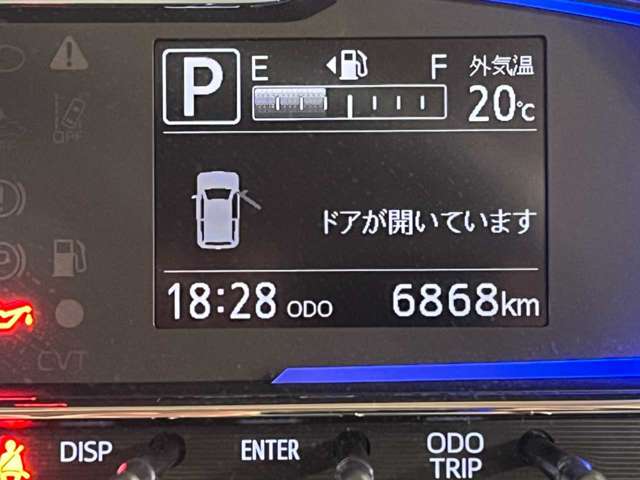 P E F 外気温
20℃
OFF
ドアが開いています
18:28 ODO 6868km
CVT
DISP ENTER ODO TRIP